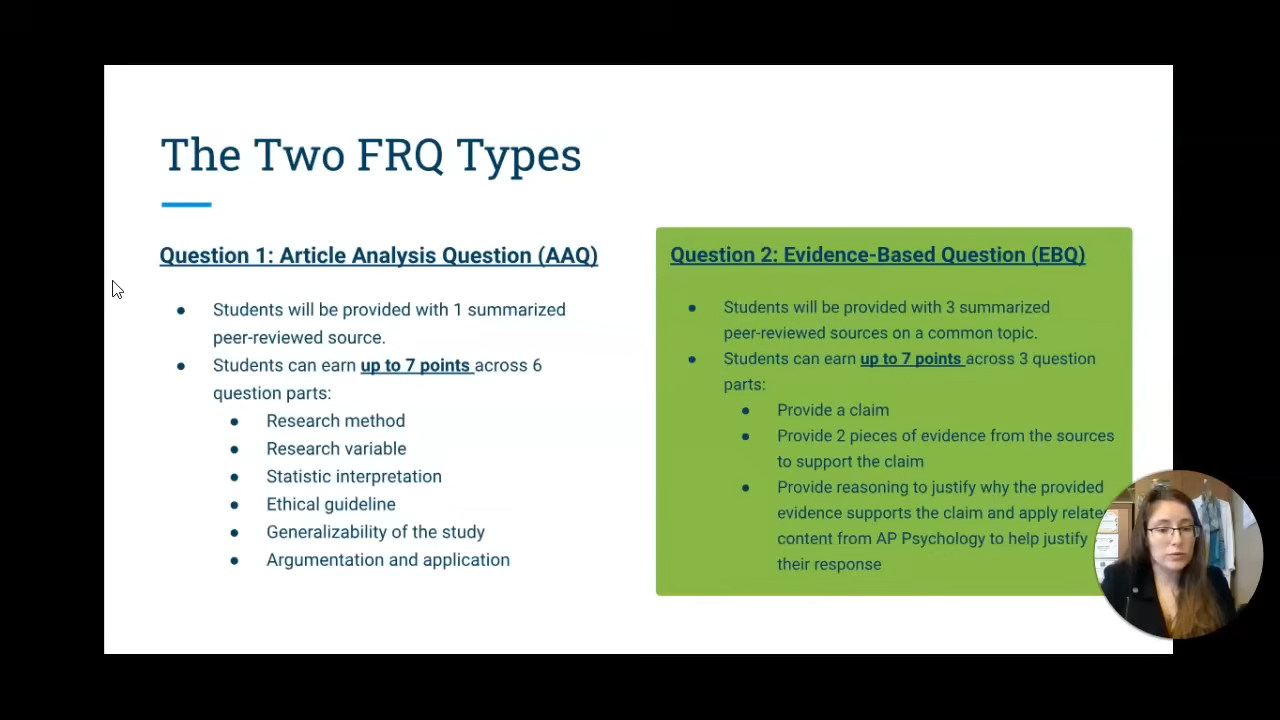 The Two FRQ Types
Question 1: Article Analysis Question (AAQ)
● Students will be provided with 1 summarized
peer-reviewed source.
● Students can earn up to 7 points across 6
question parts:
● Research method
● Research variable
● Statistic interpretation
● Ethical guideline
● Generalizability of the study
● Argumentation and application
Question 2: Evidence-Based Question (EBQ)
● Students will be provided with 3 summarized
peer-reviewed sources on a common topic.
● Students can earn up to 7 points across 3 question
parts:
● Provide a claim
● Provide 2 pieces of evidence from the sources
to support the claim
● Provide reasoning to justify why the provided
evidence supports the claim and apply relate
content from AP Psychology to help justify
their response